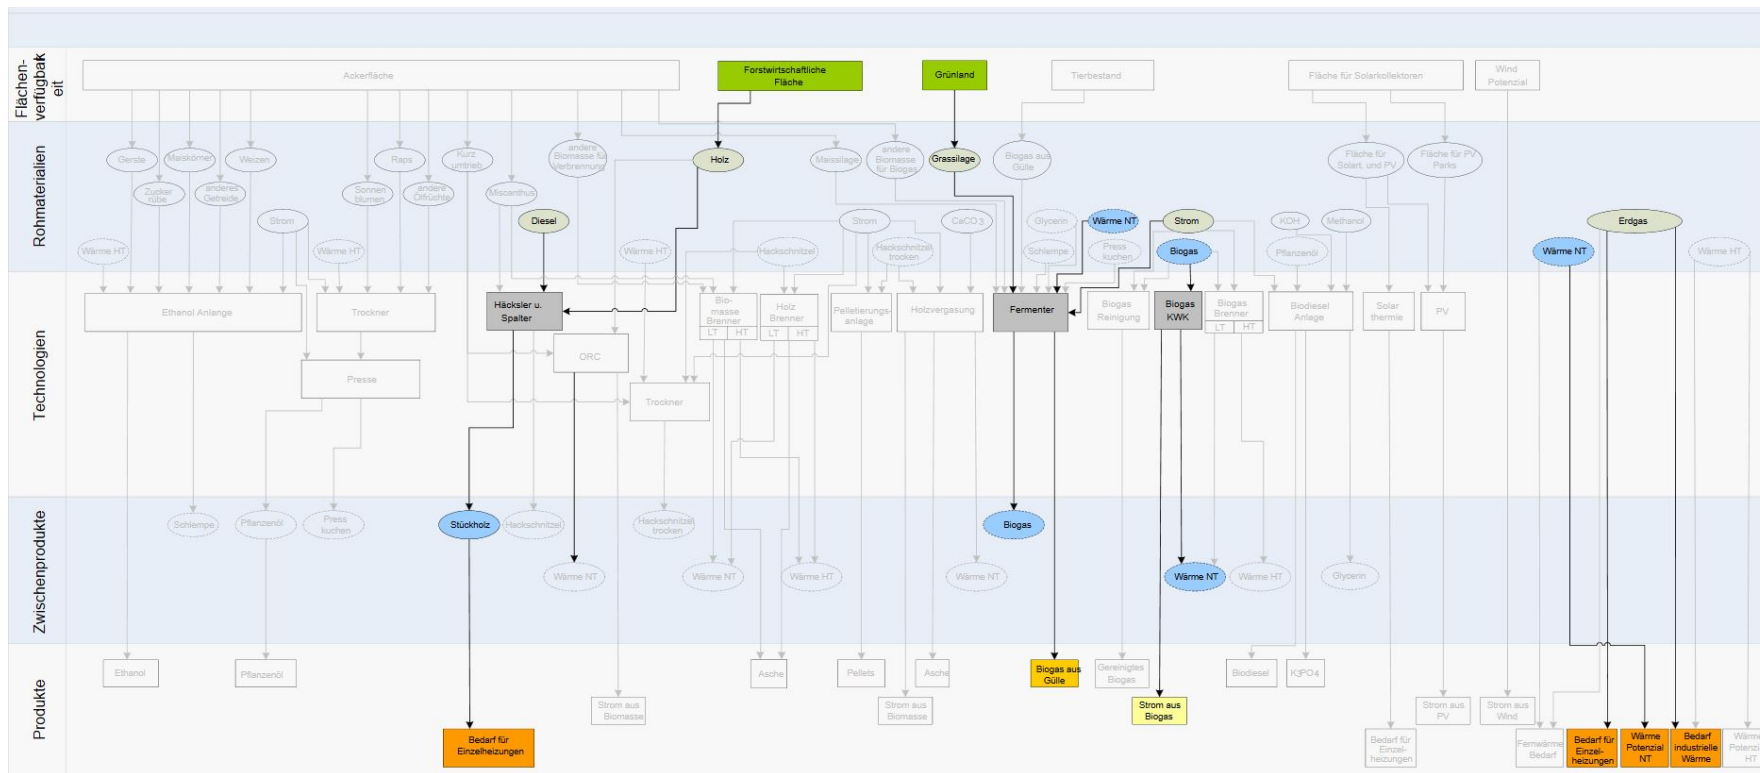 Flächen-
verfügbark
eit
Ackerfläche
Forstwirtschaftliche
Fläche
Grünland
Tierbestand
Fläche für Solarkollektoren
Wind
Potenzial
Rohmaterialien
Gerste
Maiskörner
Weizen
Raps
Kurz
umtrieb
andere
Biomasse für
Verbrennung
Holz
Maissilage
andere
Biomasse
für Biogas
Grassilage
Biogas aus
Gülle
Fläche für
Solart. und PV
Fläche für PV
Parks
Zucker
rübe
anderes
Getreide
Sonnen
blumen
andere
Ölfrüchte
Miscanthus
Strom
Diesel
Strom
CaCO3
Glycerin
Wärme NT
Strom
KOH
Methanol
Erdgas
Wärme HT
Wärme HT
Wärme HT
Hackschnitzel
Hackschnitzel
trocken
Schlempe
Press
kuchen
Biogas
Pflanzenöl
Wärme NT
Wärme HT
Technologien
Ethanol Anlange
Trockner
Häcksler u.
Spalter
Bio-
masse
Brenner
LT
HT
Holz
Brenner
LT
HT
Pelletierungs-
anlage
Holzvergasung
Fermenter
Biogas
Reinigung
Biogas
KWK
Biogas
Brenner
LT
HT
Biodiesel
Anlage
Solar
thermie
PV
ORC
Presse
Trockner
Zwischenprodukte
Schlempe
Pflanzenöl
Press
kuchen
Stückholz
Hackschnitzel
Hackschnitzel
trocken
Biogas
Wärme NT
Wärme NT
Wärme HT
Wärme NT
Wärme NT
Wärme HT
Glycerin
Produkte
Ethanol
Pflanzenöl
Asche
Pellets
Asche
Biogas aus
Gülle
Gereinigtes
Biogas
Biodiesel
K3PO4
Strom aus
Biomasse
Strom aus
Biomasse
Strom aus
Biogas
Strom aus
PV
Strom aus
Wind
Bedarf für
Einzelheizungen
Bedarf für
Einzel-
heizungen
Fernwärme
Bedarf
Bedarf für
Einzel-
heizungen
Wärme
Potenzial
NT
Bedarf
industrielle
Wärme
Wärme
Potenzial
HT